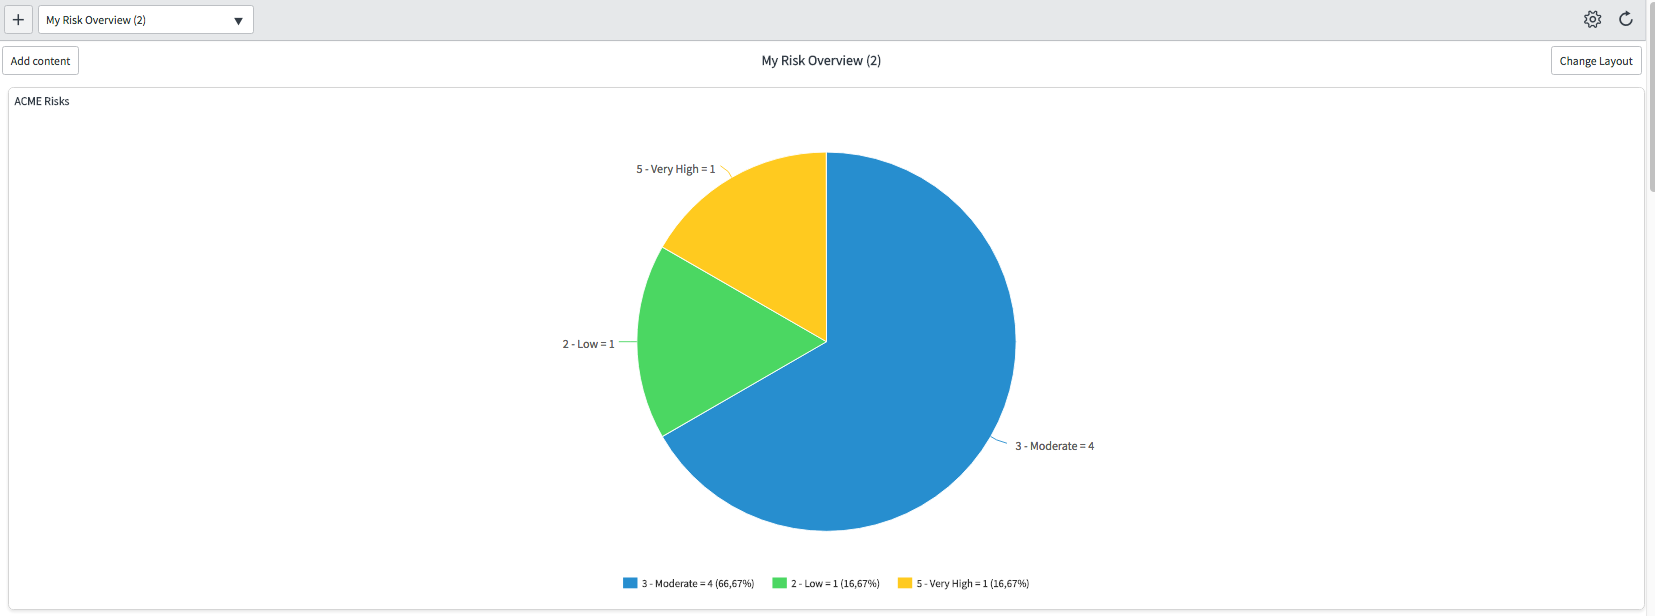 + My Risk Overview (2) ▼
Add content
My Risk Overview (2)
Change Layout
ACME Risks
5 - Very High = 1
2 - Low = 1
3 - Moderate = 4
3 - Moderate = 4 (66,67%) 2 - Low = 1 (16,67%) 5 - Very High = 1 (16,67%)